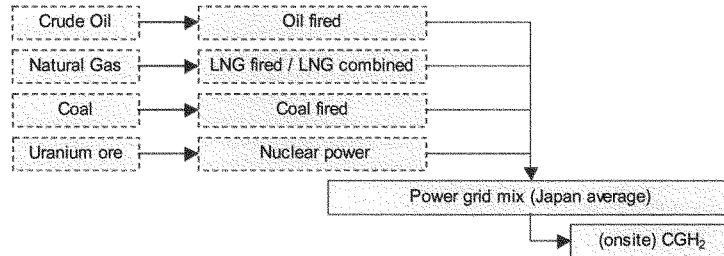 Crude Oil
Oil fired
Natural Gas
LNG fired / LNG combined
Coal
Coal fired
Uranium ore
Nuclear power
Power grid mix (Japan average)
(onsite) CGH₂